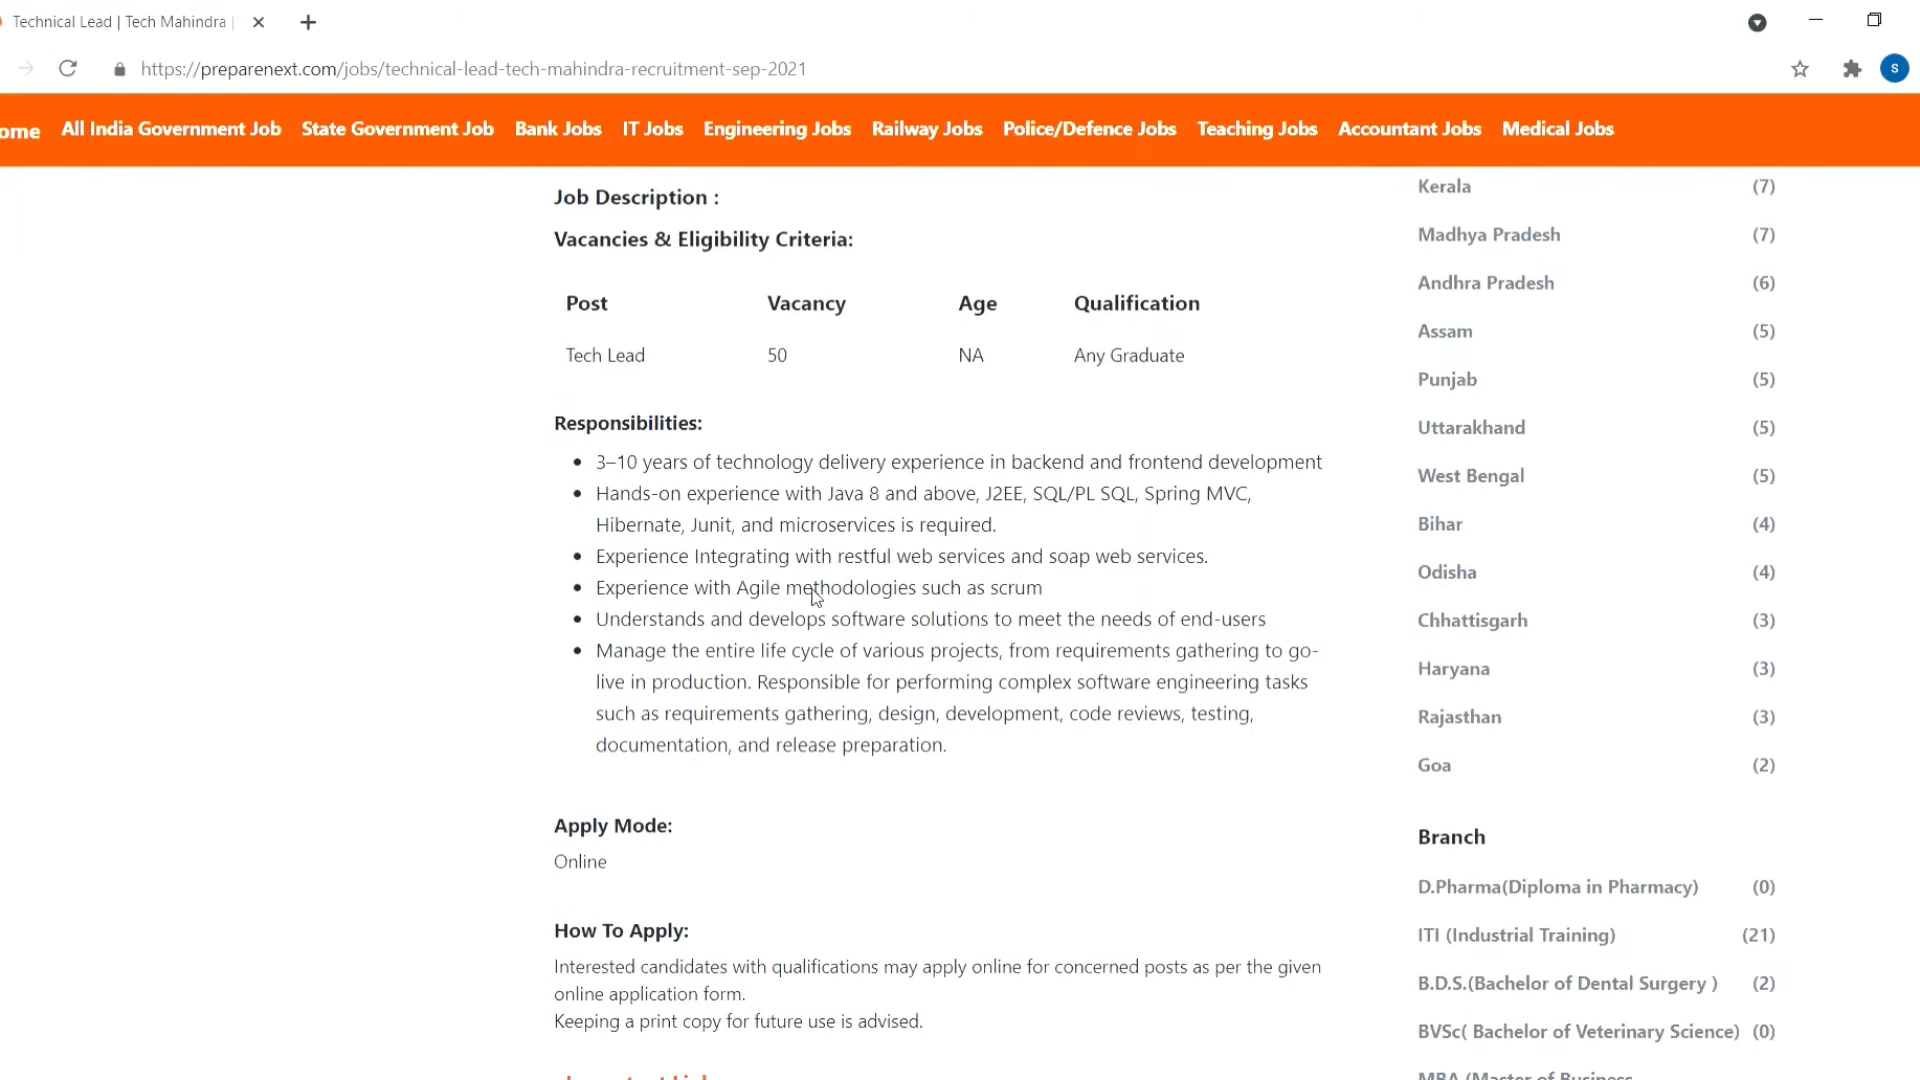 Technical Lead | Tech Mahindra |
https://preparenext.com/jobs/technical-lead-tech-mahindra-recruitment-sep-2021
S
ome All India Government Job State Government Job Bank Jobs IT Jobs Engineering Jobs Railway Jobs Police/Defence Jobs Teaching Jobs Accountant Jobs Medical Jobs
Job Description :
Vacancies & Eligibility Criteria:
Post Vacancy Age Qualification
Tech Lead 50 NA Any Graduate
Responsibilities:
3–10 years of technology delivery experience in backend and frontend development
Hands-on experience with Java 8 and above, J2EE, SQL/PL SQL, Spring MVC,
Hibernate, Junit, and microservices is required.
Experience Integrating with restful web services and soap web services.
Experience with Agile methodologies such as scrum
Understands and develops software solutions to meet the needs of end-users
Manage the entire life cycle of various projects, from requirements gathering to go-
live in production. Responsible for performing complex software engineering tasks
such as requirements gathering, design, development, code reviews, testing,
documentation, and release preparation.
Apply Mode:
Online
How To Apply:
Interested candidates with qualifications may apply online for concerned posts as per the given
online application form.
Keeping a print copy for future use is advised.
Kerala (7)
Madhya Pradesh (7)
Andhra Pradesh (6)
Assam (5)
Punjab (5)
Uttarakhand (5)
West Bengal (5)
Bihar (4)
Odisha (4)
Chhattisgarh (3)
Haryana (3)
Rajasthan (3)
Goa (2)
Branch
D.Pharma(Diploma in Pharmacy) (0)
ITI (Industrial Training) (21)
B.D.S.(Bachelor of Dental Surgery ) (2)
BVSc( Bachelor of Veterinary Science) (0)
MBA (Master of Business